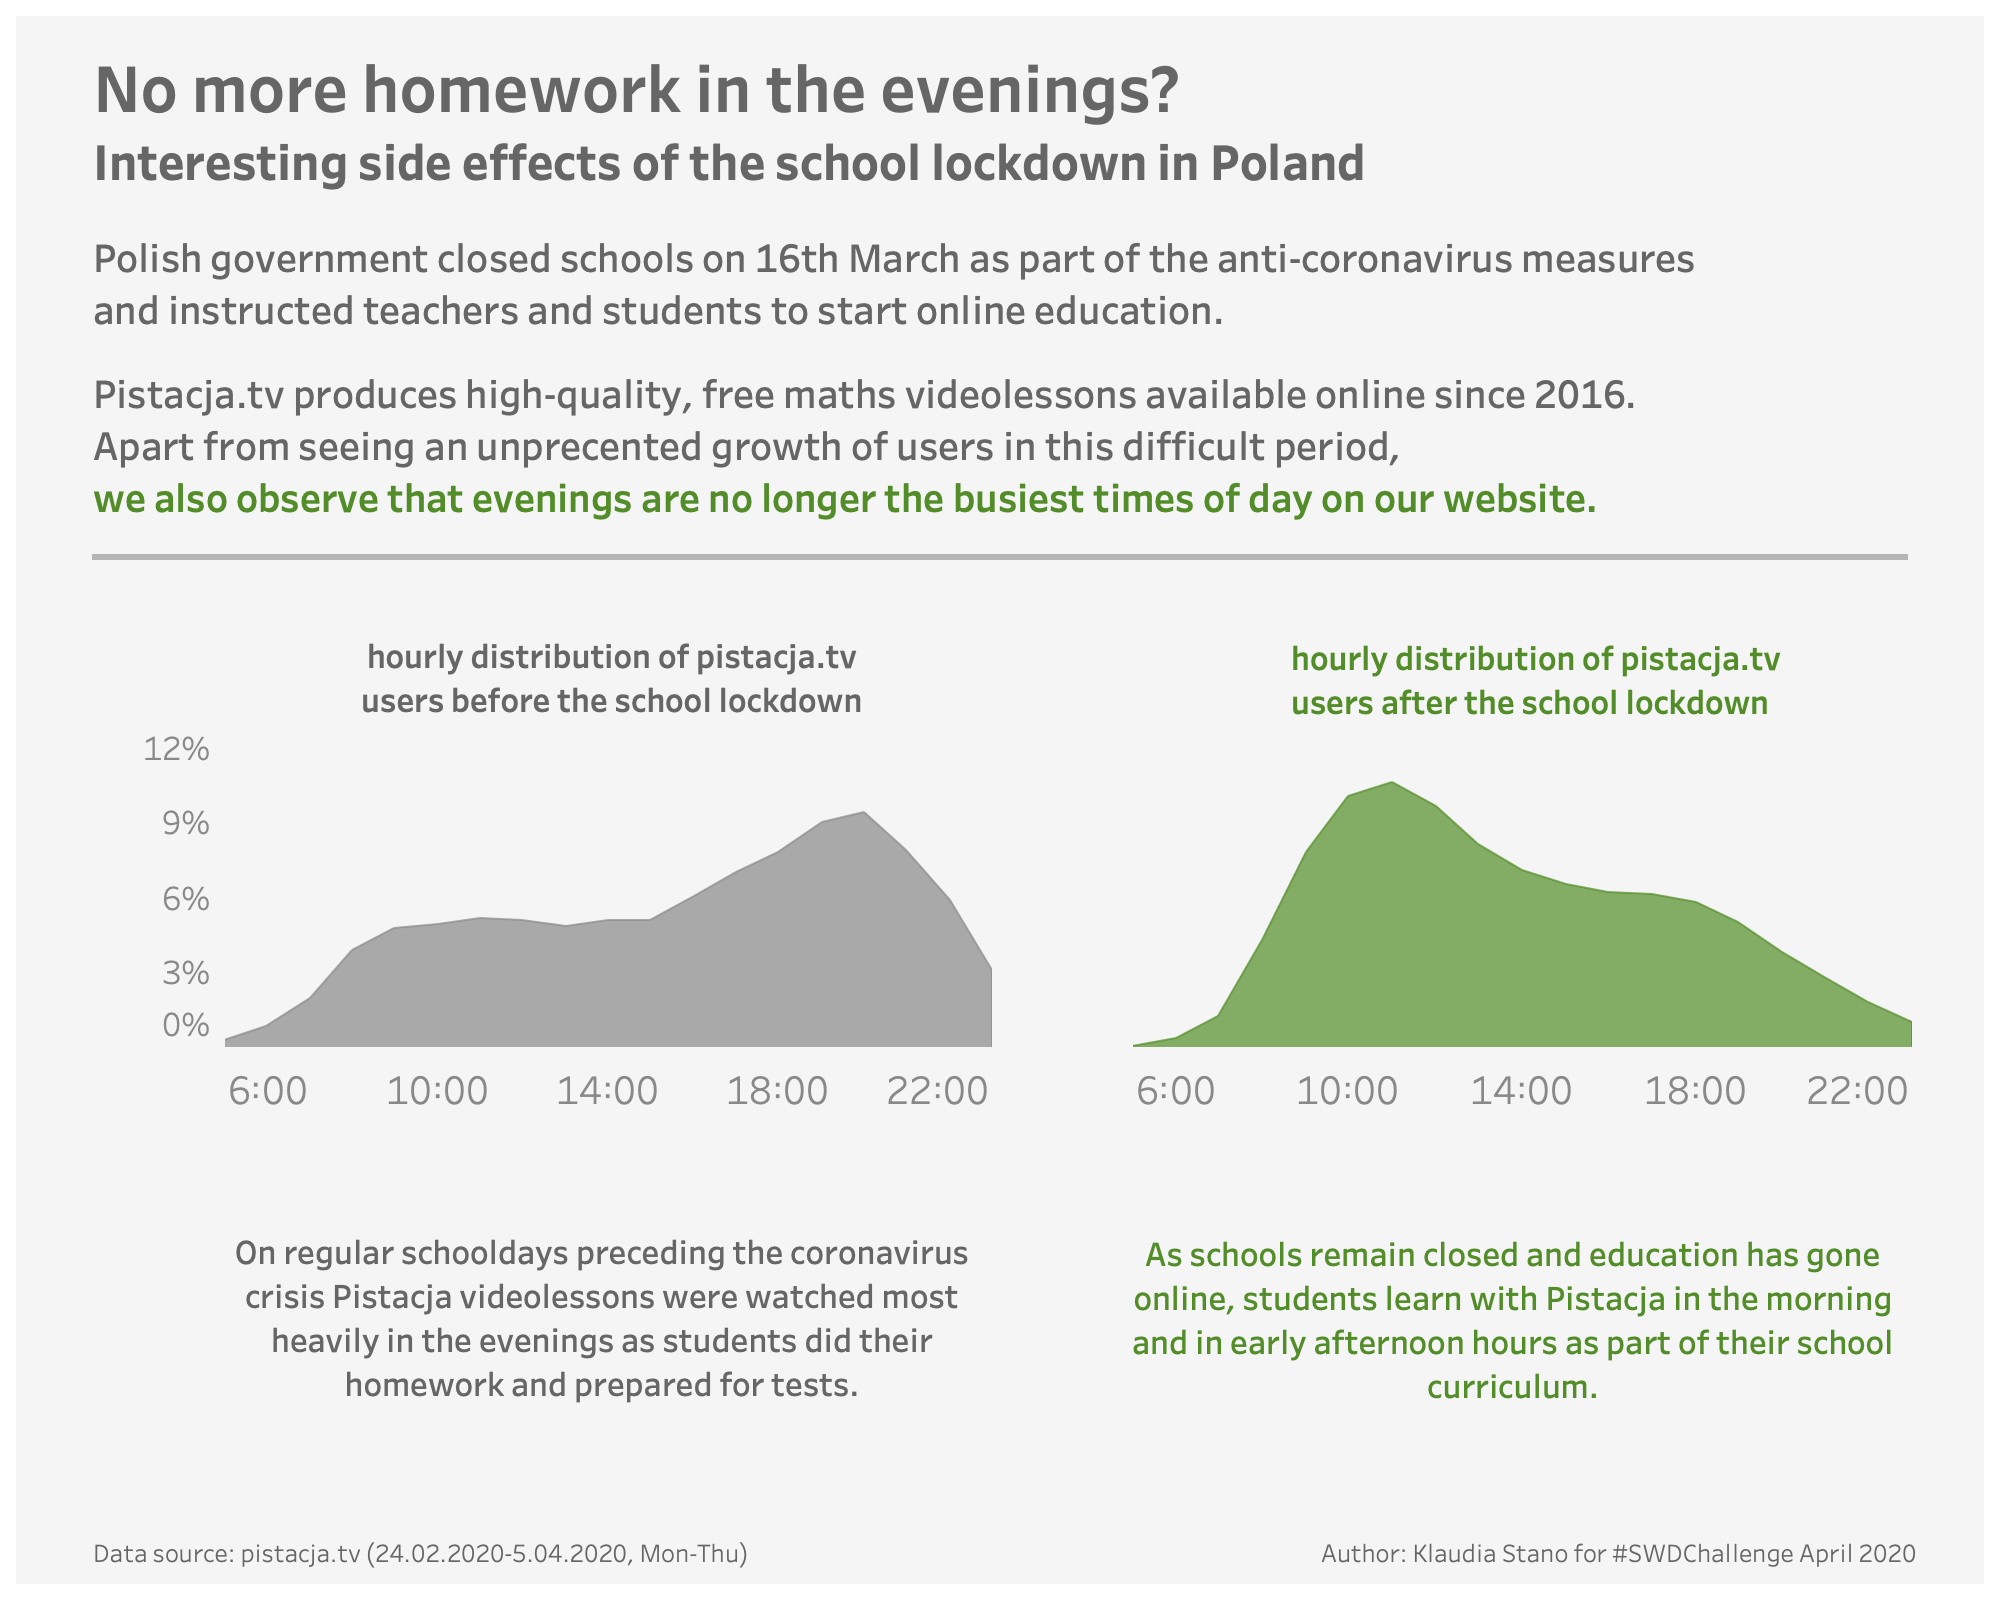 No more homework in the evenings?
Interesting side effects of the school lockdown in Poland
Polish government closed schools on 16th March as part of the anti-coronavirus measures
and instructed teachers and students to start online education.
Pistacja.tv produces high-quality, free maths videolessons available online since 2016.
Apart from seeing an unprecented growth of users in this difficult period,
we also observe that evenings are no longer the busiest times of day on our website.
hourly distribution of pistacja.tv
users before the school lockdown
12%
9%
6%
3%
0%
6:00 10:00 14:00 18:00 22:00
On regular schooldays preceding the coronavirus
crisis Pistacja videolessons were watched most
heavily in the evenings as students did their
homework and prepared for tests.
hourly distribution of pistacja.tv
users after the school lockdown
6:00 10:00 14:00 18:00 22:00
As schools remain closed and education has gone
online, students learn with Pistacja in the morning
and in early afternoon hours as part of their school
curriculum.
Data source: pistacja.tv (24.02.2020-5.04.2020, Mon-Thu)
Author: Klaudia Stano for #SWDChallenge April 2020